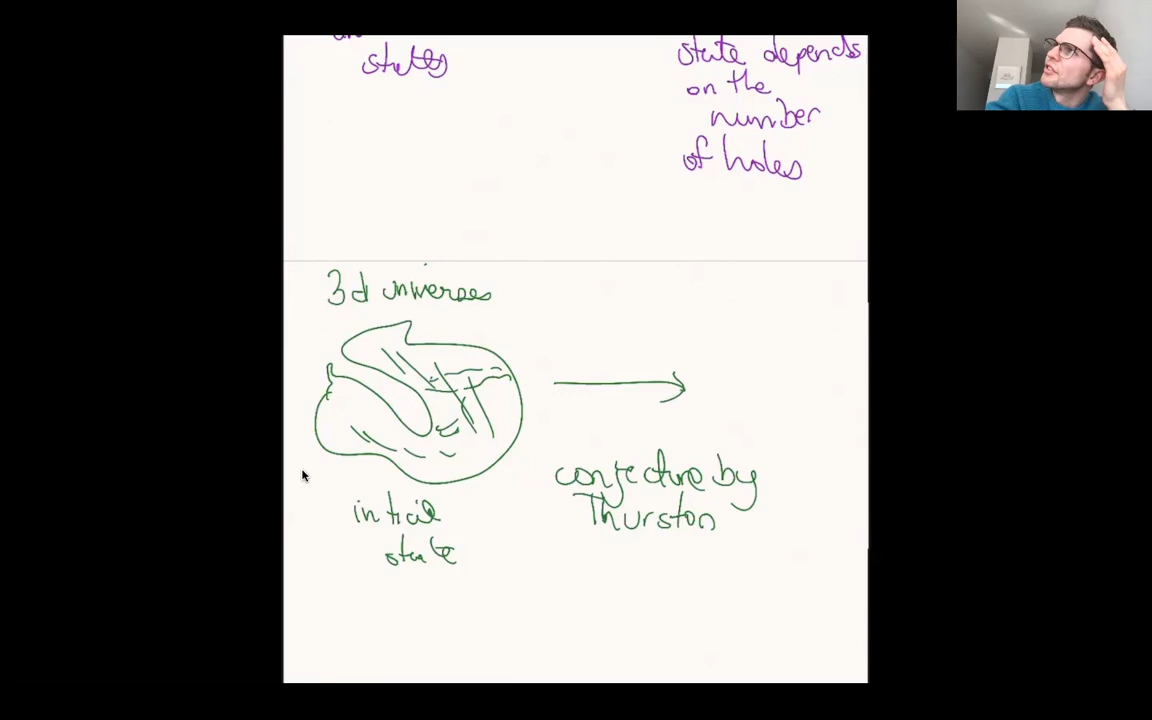 states
state depends
on the
number
of holes
3d universes
initial
state
conjecture by
Thurston